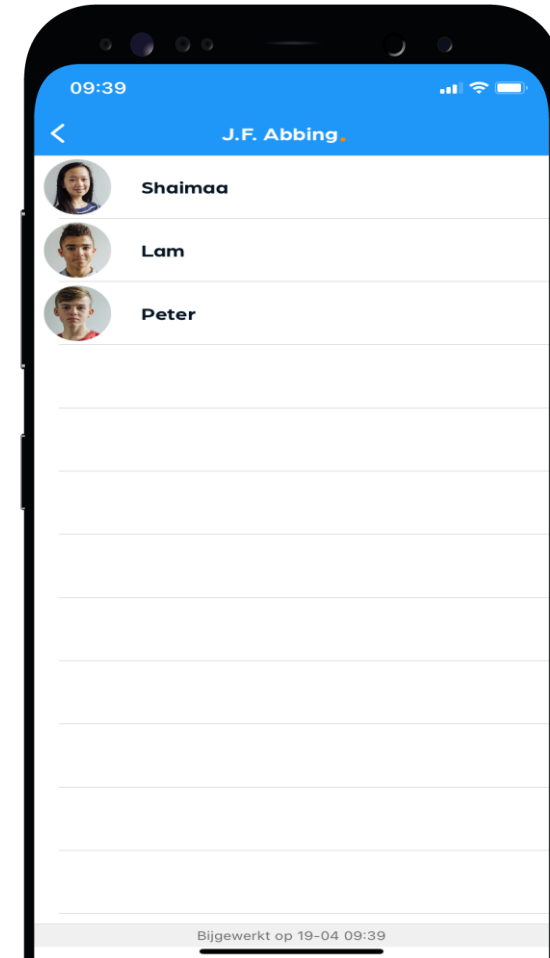 09:39
J.F. Abbing.
Shaimaa
Lam
Peter
Bijgewerkt op 19-04 09:39